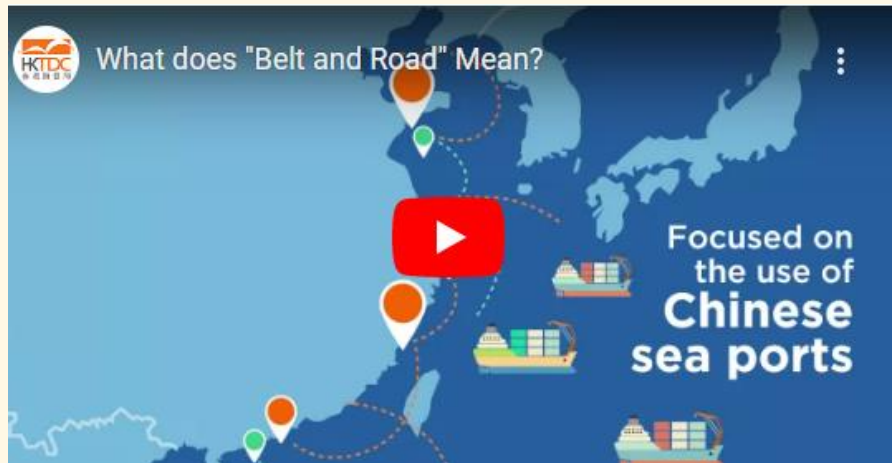 HKTDC
What does "Belt and Road" Mean?
Focused on
the use of
Chinese
sea ports